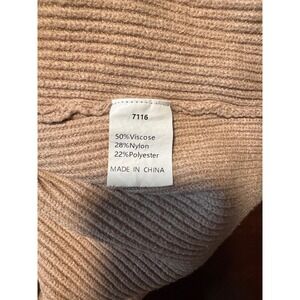 7116
50%Viscose
28%Nylon
22%Polyester
MADE IN CHINA